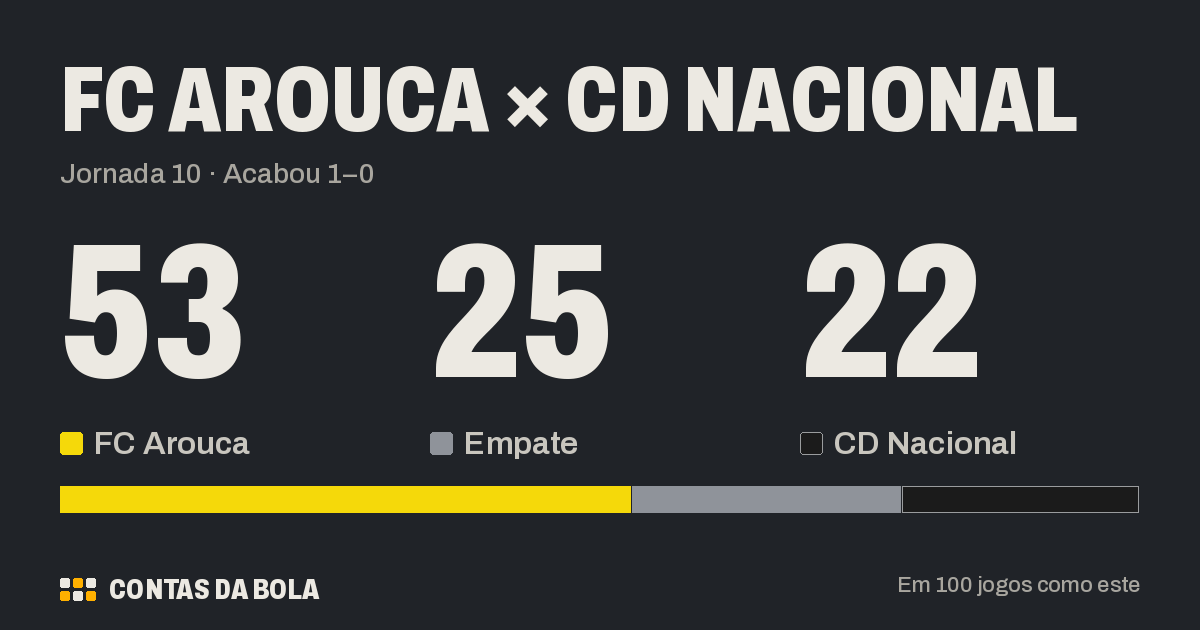 FC AROUCA × CD NACIONAL
Jornada 10 · Acabou 1–0
53 25 22
FC Arouca Empate CD Nacional
CONTAS DA BOLA
Em 100 jogos como este